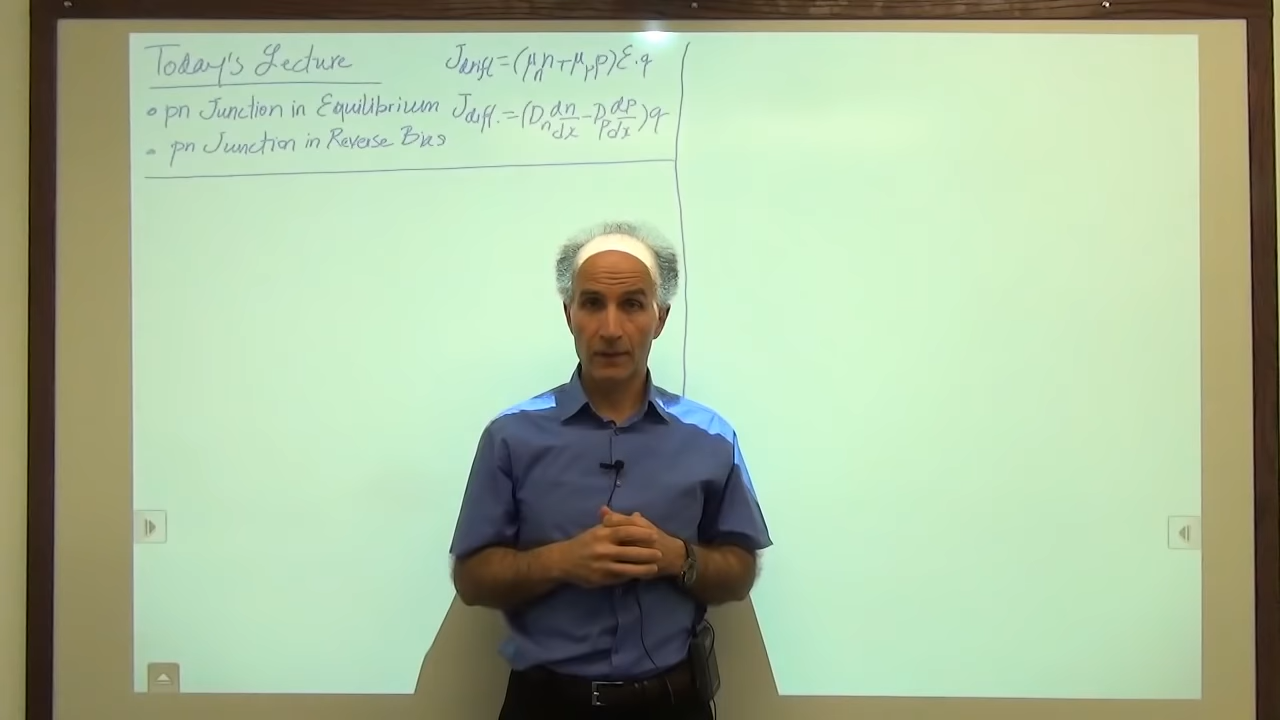 Today's Lecture
• pn Junction in Equilibrium
• pn Junction in Reverse Bias
J_drift = (μ_n n + μ_p p) ε . q
J_diff. = (D_n dn/dx − D_p dp/dx) q